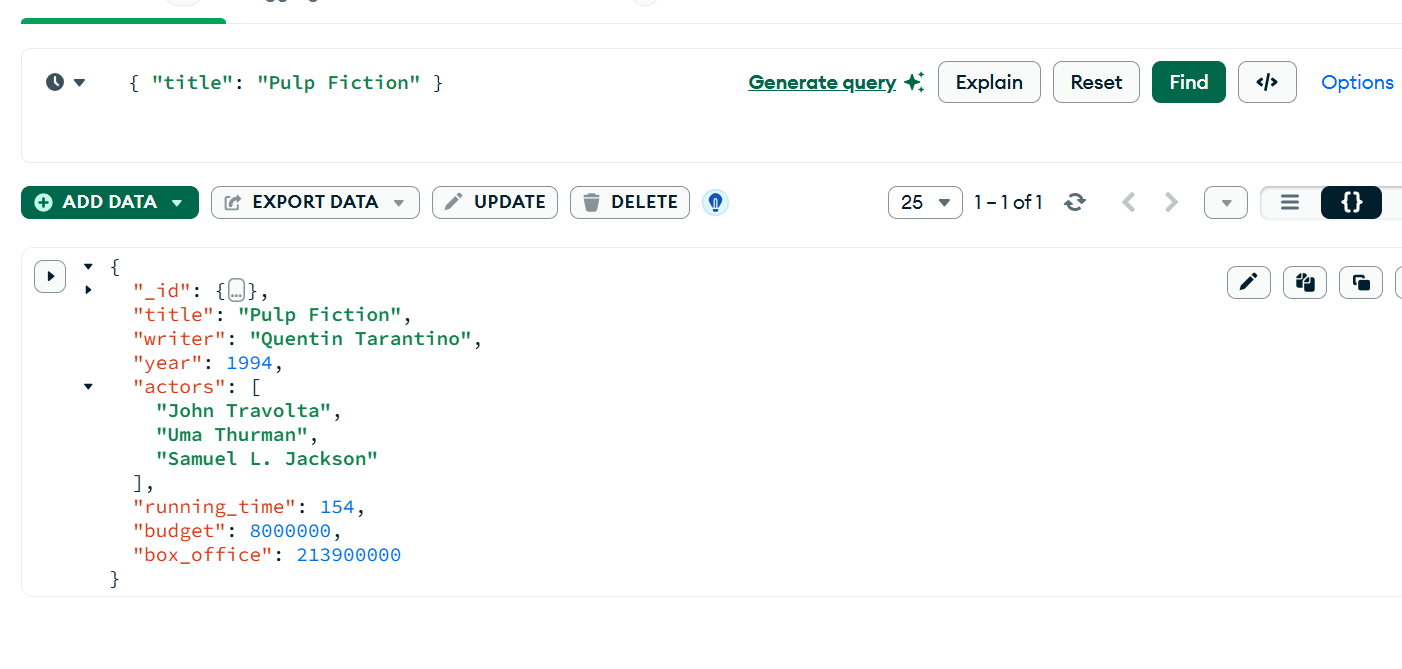 { "title": "Pulp Fiction" }
Generate query
Explain
Reset
Find
</>
Options
ADD DATA
EXPORT DATA
UPDATE
DELETE
25
1 – 1 of 1
{}
{
"_id": {…},
"title": "Pulp Fiction",
"writer": "Quentin Tarantino",
"year": 1994,
"actors": [
"John Travolta",
"Uma Thurman",
"Samuel L. Jackson"
],
"running_time": 154,
"budget": 8000000,
"box_office": 213900000
}